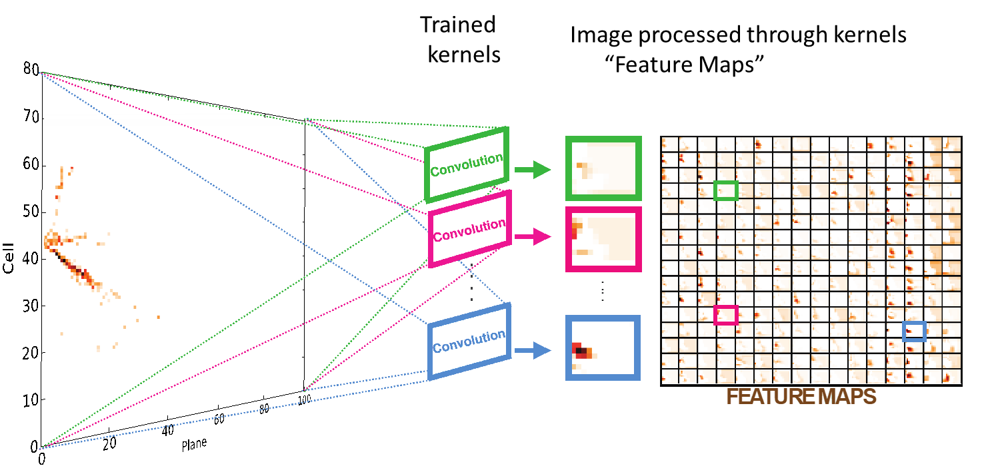 Trained
kernels
Image processed through kernels
“Feature Maps”
80
70
60
50
40
30
20
10
0
Cell
0
20
40
60
80
100
Plane
Convolution
Convolution
Convolution
FEATURE MAPS